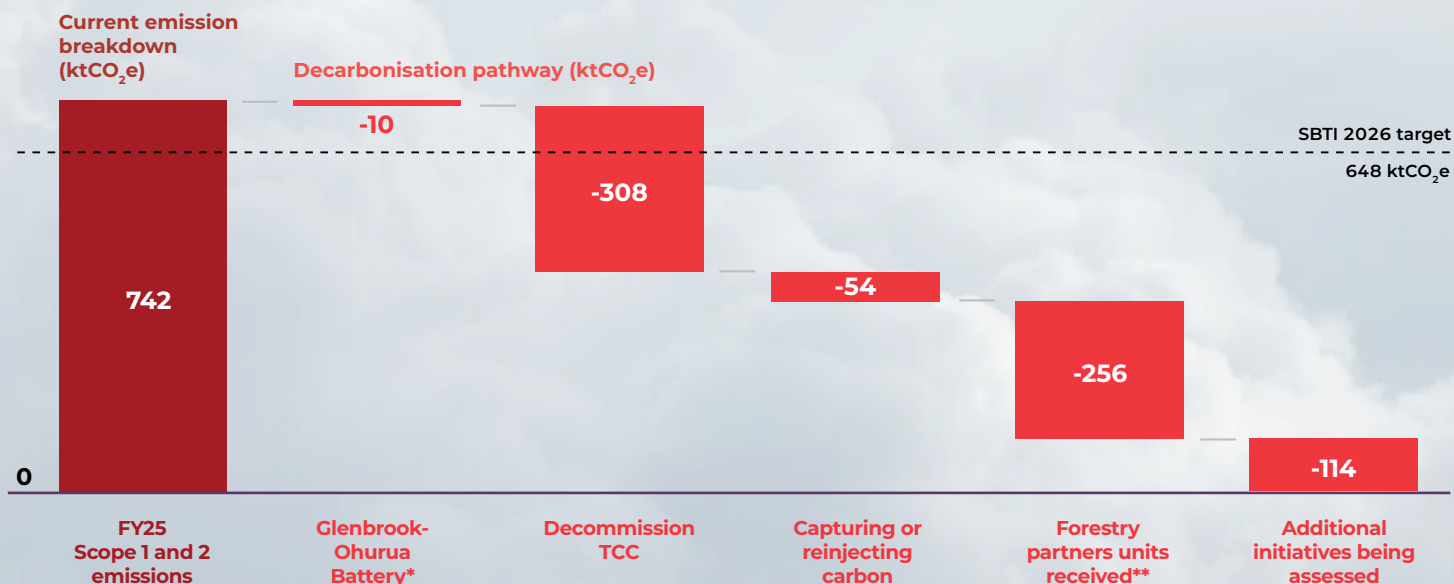 Current emission
breakdown
(ktCO₂e)
Decarbonisation pathway (ktCO₂e)
-10
SBTI 2026 target
648 ktCO₂e
-308
742
-54
-256
-114
0
FY25
Scope 1 and 2
emissions
Glenbrook-
Ohurua
Battery*
Decommission
TCC
Capturing or
reinjecting
carbon
Forestry
partners units
received**
Additional
initiatives being
assessed